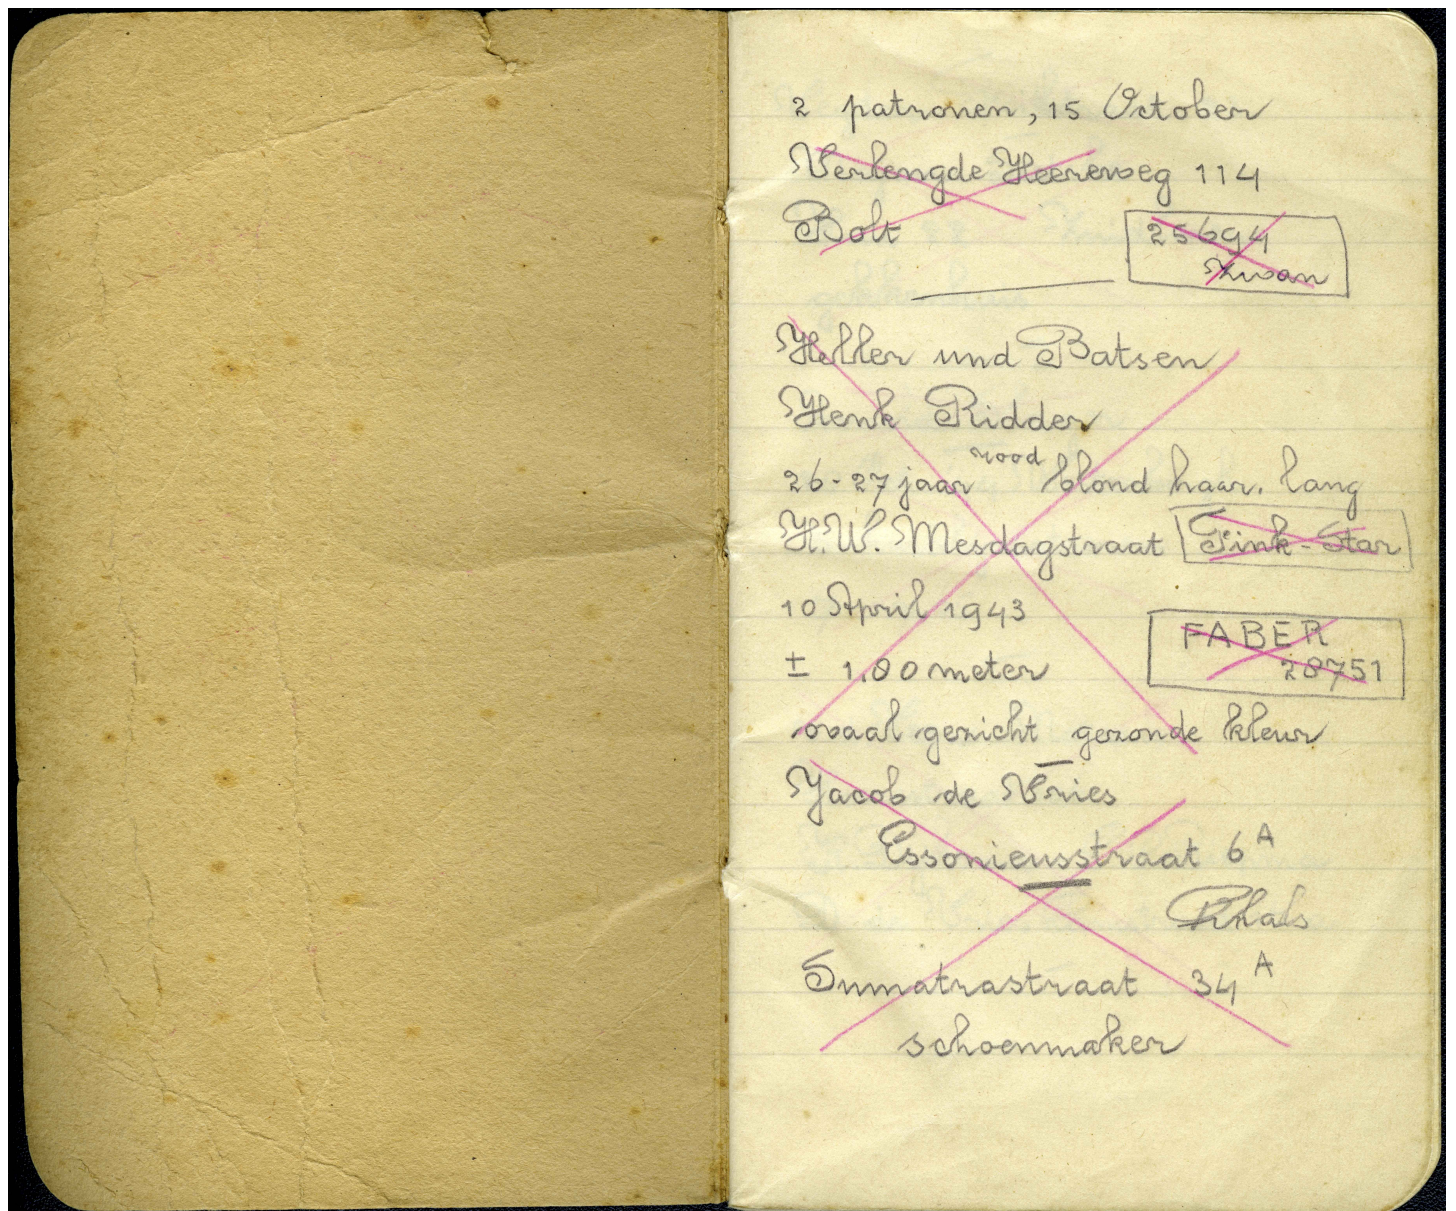 2 patronen, 15 October
Verlengde Heereweg 114
Bolt
25694
Zwan
Heller und Batsen
Henk Ridder
26-27 jaar rood blond haar. lang
H.W. Mesdagstraat
Pink-Star
10 April 1943
FABER
28751
± 1.80 meter
ovaal gezicht gezonde kleur
Jacob de Vries
Essonieusstraat 6A
Sumatrastraat 34A
schoenmaker